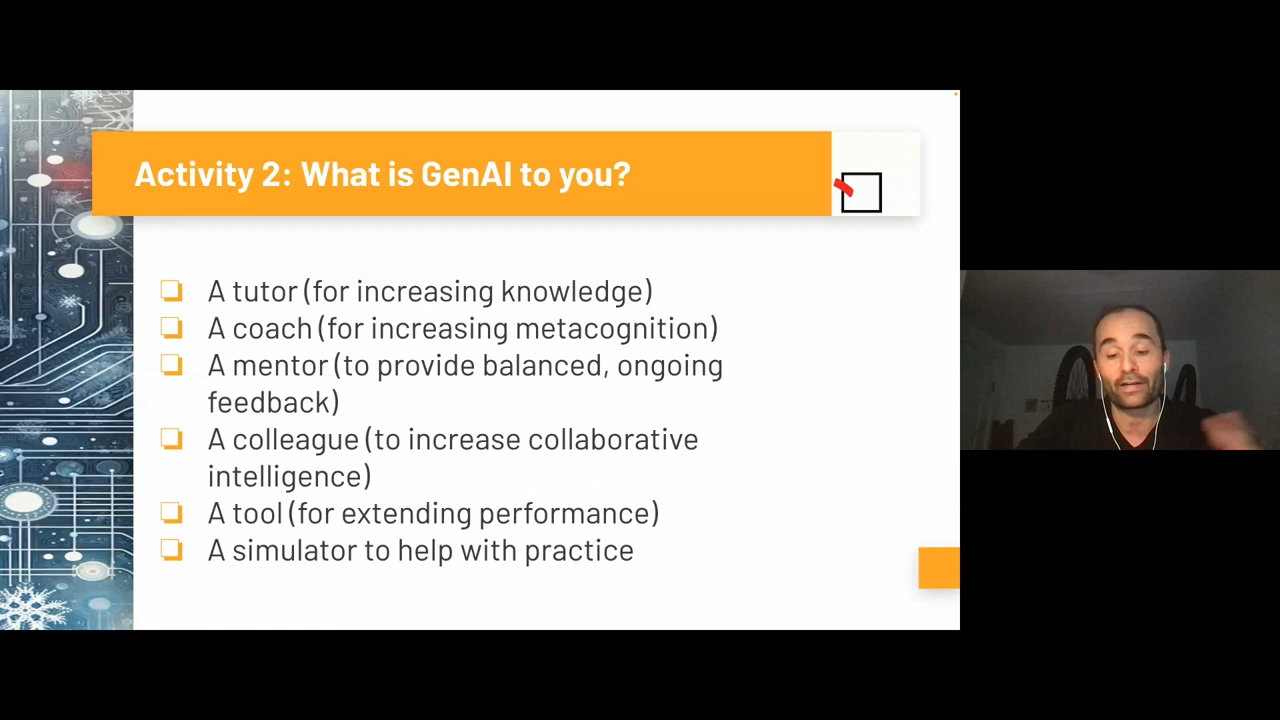 Activity 2: What is GenAI to you?
A tutor (for increasing knowledge)
A coach (for increasing metacognition)
A mentor (to provide balanced, ongoing
feedback)
A colleague (to increase collaborative
intelligence)
A tool (for extending performance)
A simulator to help with practice